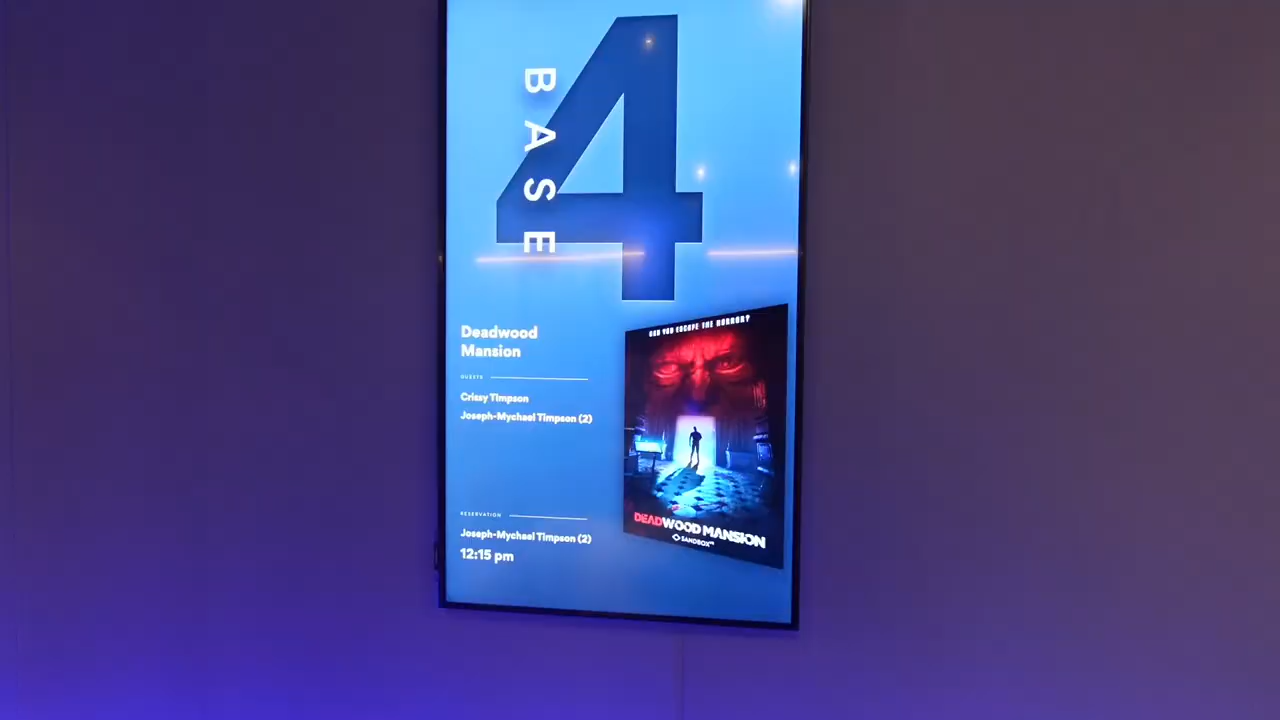 4
BASE
Deadwood
Mansion
GUESTS
Crissy Timpson
Joseph-Mychael Timpson (2)
RESERVATION
Joseph-Mychael Timpson (2)
12:15 pm
CAN YOU ESCAPE THE HORROR?
DEADWOOD MANSION
SANDBOX VR